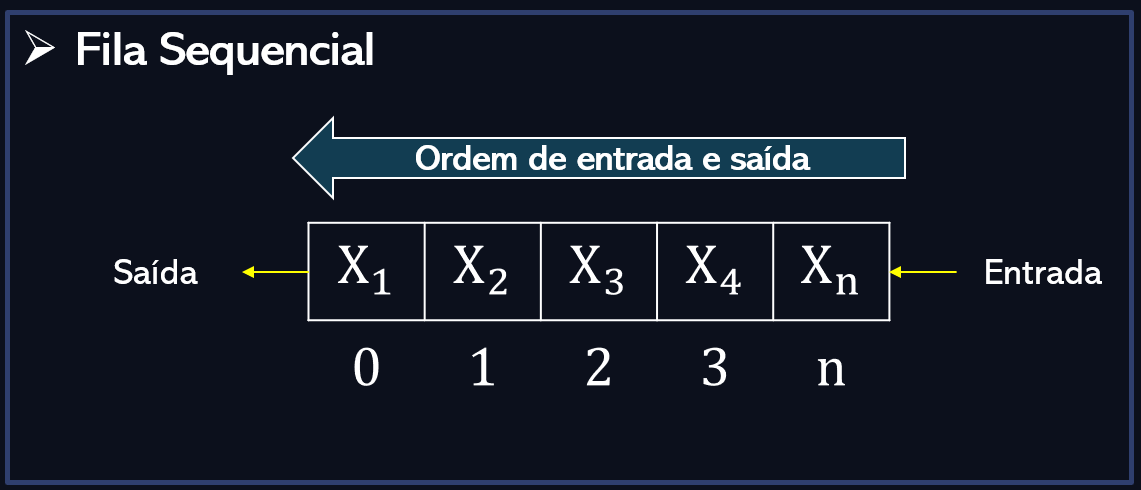 Fila Sequencial
Ordem de entrada e saída
Saída X₁ X₂ X₃ X₄ Xₙ Entrada
0 1 2 3 n